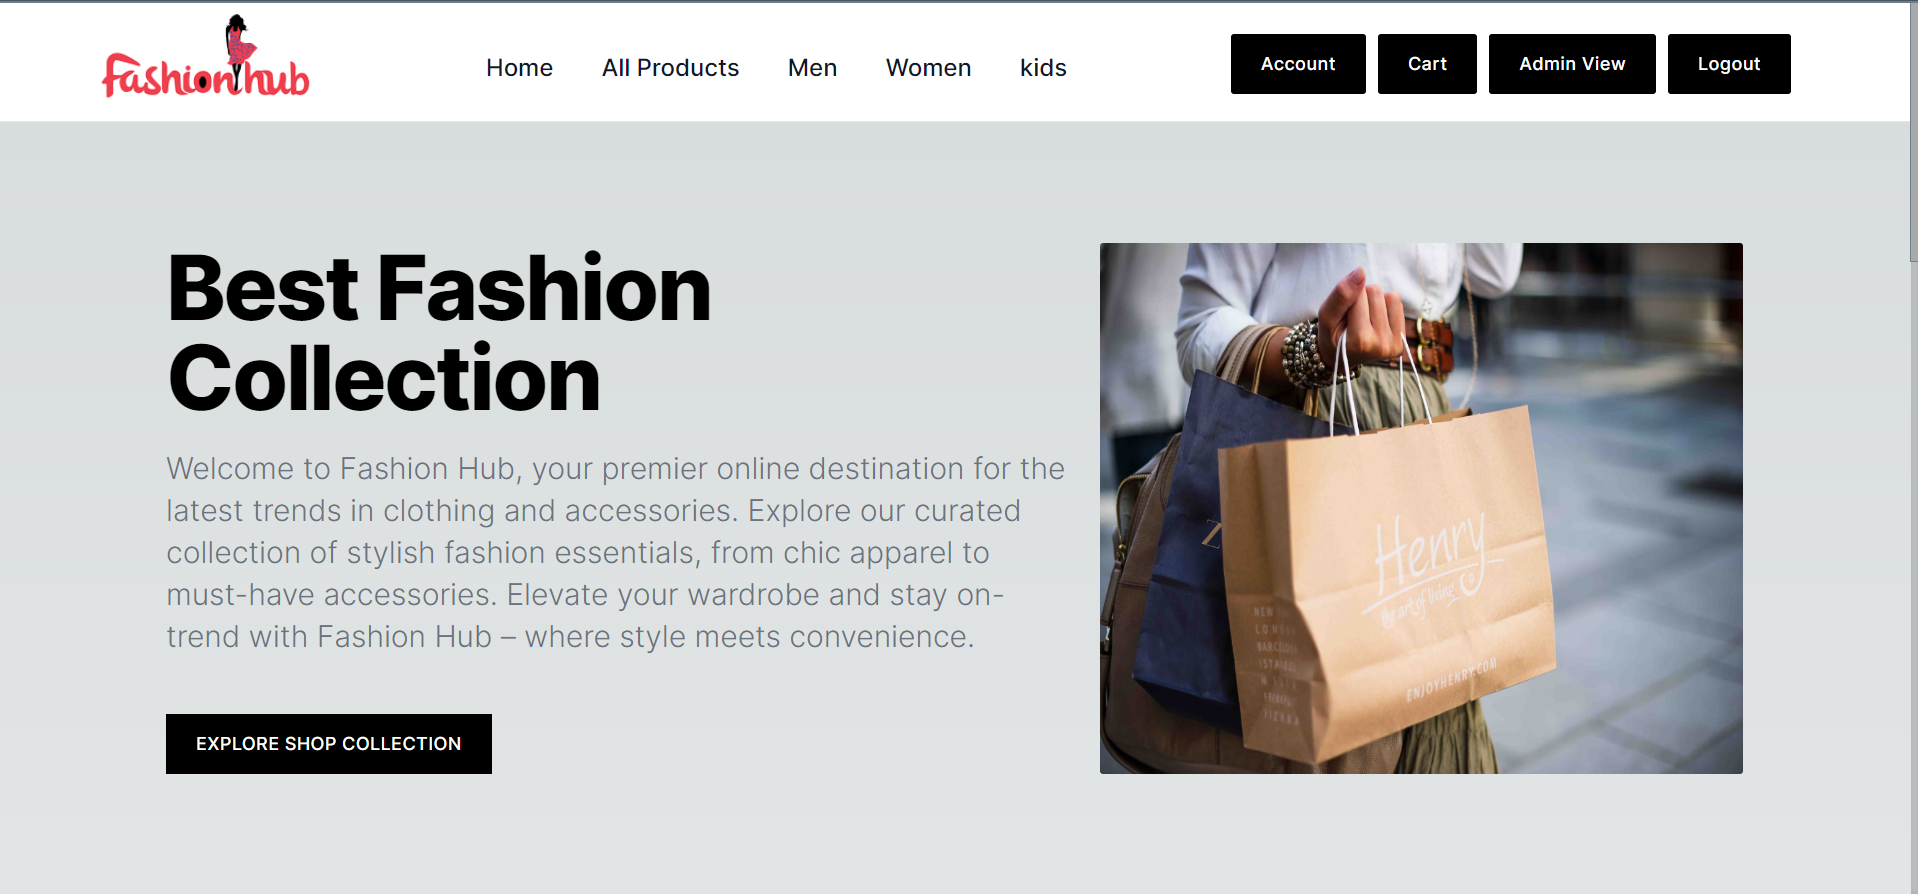 Fashion hub
Home
All Products
Men
Women
kids
Account
Cart
Admin View
Logout
Best Fashion
Collection
Welcome to Fashion Hub, your premier online destination for the
latest trends in clothing and accessories. Explore our curated
collection of stylish fashion essentials, from chic apparel to
must-have accessories. Elevate your wardrobe and stay on-
trend with Fashion Hub – where style meets convenience.
EXPLORE SHOP COLLECTION
Z
Henry
the art of living
NEW
ENJOYHENRY.COM